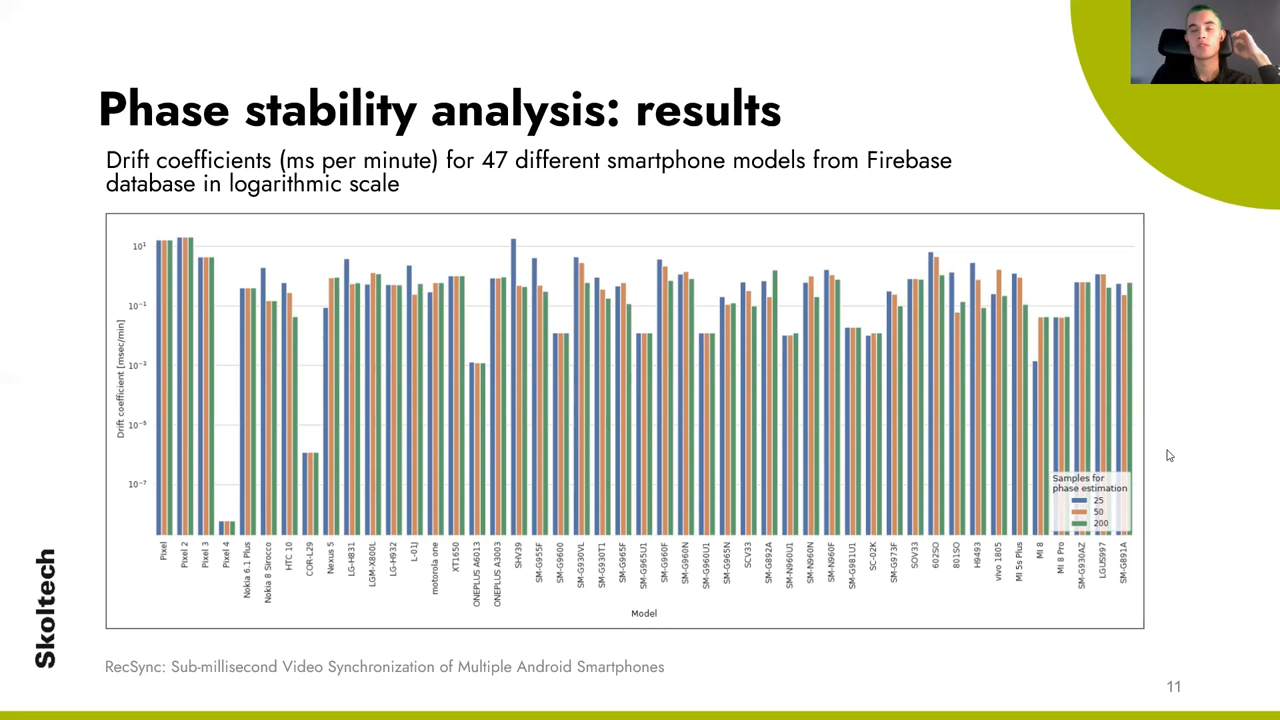 Phase stability analysis: results
Drift coefficients (ms per minute) for 47 different smartphone models from Firebase
database in logarithmic scale
Drift coefficient [msec/min]
10¹
10⁻¹
10⁻³
10⁻⁵
10⁻⁷
Pixel
Pixel 2
Pixel 3
Pixel 4
Nokia 6.1 Plus
Nokia 8 Sirocco
HTC 10
COR-L29
Nexus 5
LG-H831
LGM-X800L
LG-H932
L-01J
motorola one
XT1650
ONEPLUS A6013
ONEPLUS A3003
SHV39
SM-G955F
SM-G9600
SM-G930VL
SM-G930T1
SM-G965F
SM-G965U1
SM-G960F
SM-G960N
SM-G960U1
SM-G965N
SCV33
SM-G892A
SM-N960U1
SM-N960N
SM-N960F
SM-G981U1
SC-02K
SM-G973F
SOV33
602SO
801SO
H9493
vivo 1805
MI 5s Plus
MI 8
MI 8 Pro
SM-G930AZ
LGUS997
SM-G891A
Samples for
phase estimation
25
50
200
Model
Skoltech
RecSync: Sub-millisecond Video Synchronization of Multiple Android Smartphones
11